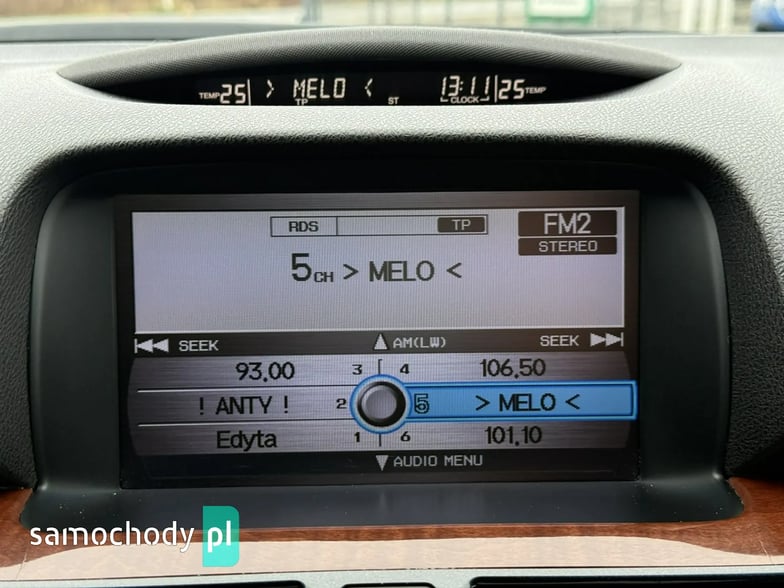 TEMP 25 > MELO < TP ST 13:11 CLOCK 25 TEMP
RDS TP FM2
STEREO
5CH > MELO <
SEEK AM(LW) SEEK
93.00 3 4 106.50
! ANTY ! 2 5 > MELO <
Edyta 1 6 101.10
AUDIO MENU
samochody pl